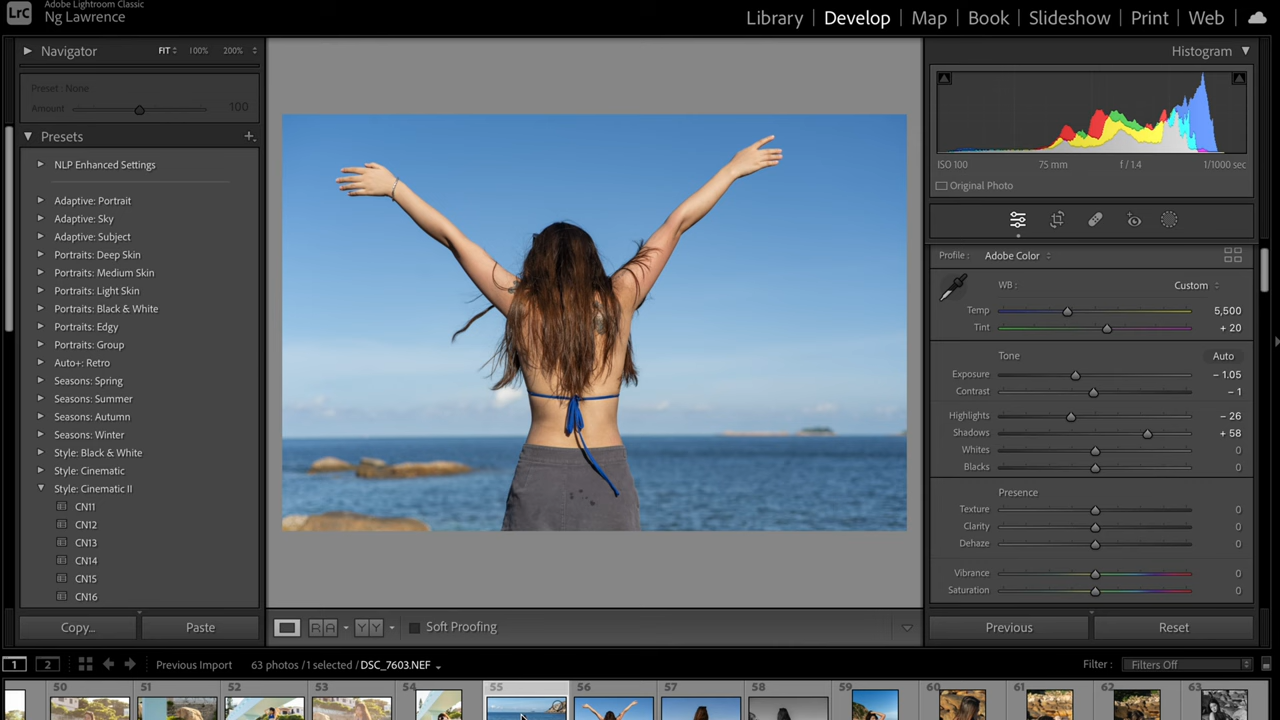 LrC
Adobe Lightroom Classic
Ng Lawrence
Library | Develop | Map | Book | Slideshow | Print | Web
Navigator FIT 100% 200%
Preset : None
Amount 100
Presets
NLP Enhanced Settings
Adaptive: Portrait
Adaptive: Sky
Adaptive: Subject
Portraits: Deep Skin
Portraits: Medium Skin
Portraits: Light Skin
Portraits: Black & White
Portraits: Edgy
Portraits: Group
Auto+: Retro
Seasons: Spring
Seasons: Summer
Seasons: Autumn
Seasons: Winter
Style: Black & White
Style: Cinematic
Style: Cinematic II
CN11
CN12
CN13
CN14
CN15
CN16
Copy... Paste
RA YY Soft Proofing
Histogram
ISO 100 75 mm f / 1.4 1/1000 sec
Original Photo
Profile : Adobe Color
WB : Custom
Temp 5,500
Tint + 20
Tone Auto
Exposure − 1.05
Contrast − 1
Highlights − 26
Shadows + 58
Whites 0
Blacks 0
Presence
Texture 0
Clarity 0
Dehaze 0
Vibrance 0
Saturation 0
Previous Reset
1 2 Previous Import 63 photos / 1 selected / DSC_7603.NEF Filter : Filters Off
50 51 52 53 54 55 56 57 58 59 60 61 62 63